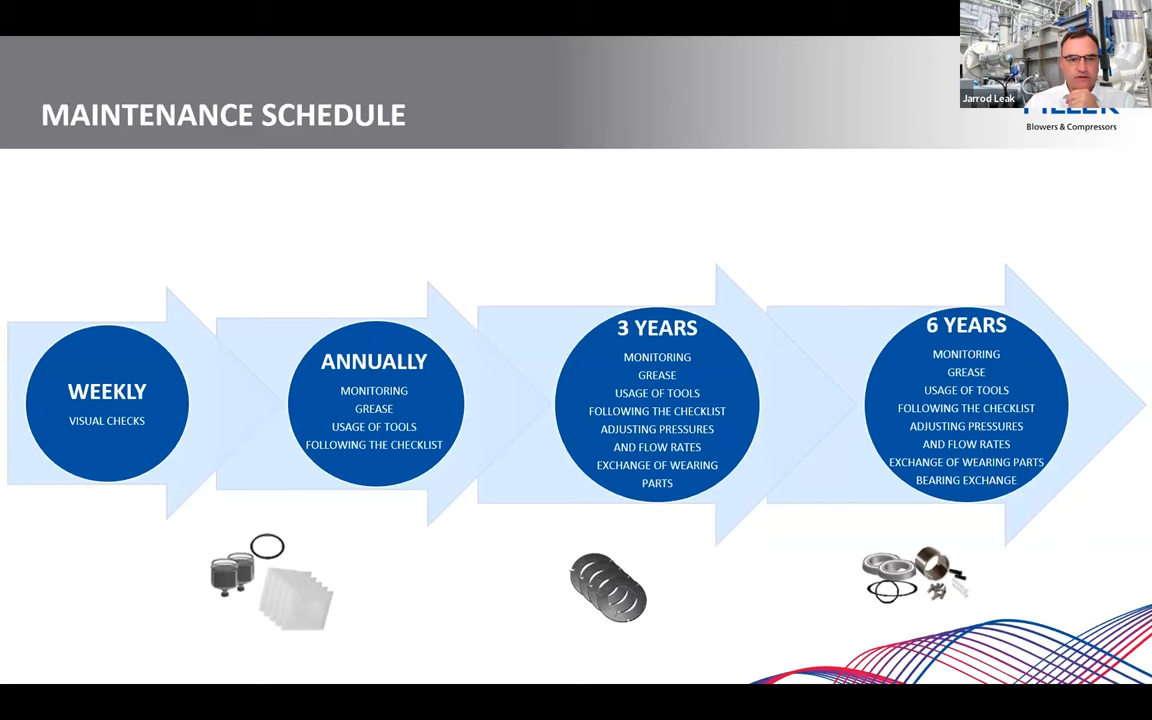 Jarrod Leak
MAINTENANCE SCHEDULE
Blowers & Compressors
WEEKLY
VISUAL CHECKS
ANNUALLY
MONITORING
GREASE
USAGE OF TOOLS
FOLLOWING THE CHECKLIST
3 YEARS
MONITORING
GREASE
USAGE OF TOOLS
FOLLOWING THE CHECKLIST
ADJUSTING PRESSURES
AND FLOW RATES
EXCHANGE OF WEARING
PARTS
6 YEARS
MONITORING
GREASE
USAGE OF TOOLS
FOLLOWING THE CHECKLIST
ADJUSTING PRESSURES
AND FLOW RATES
EXCHANGE OF WEARING PARTS
BEARING EXCHANGE